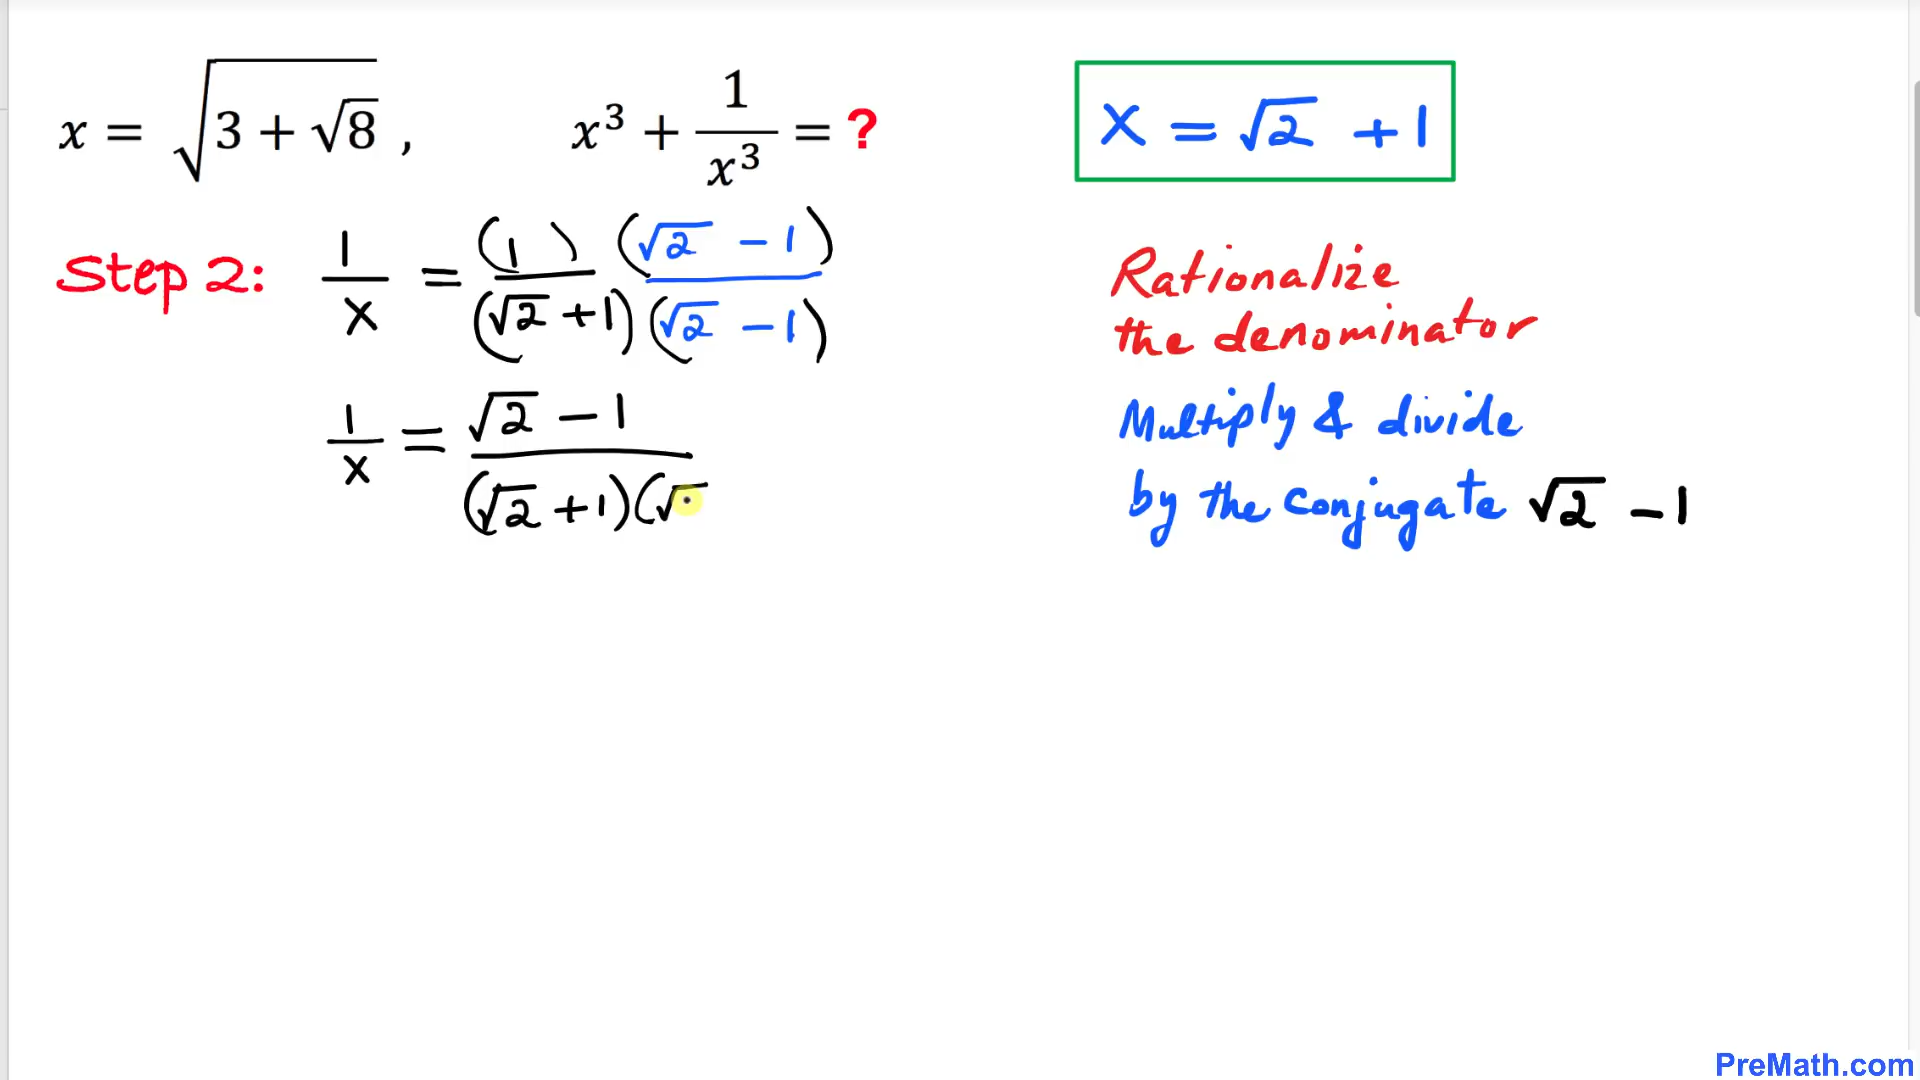 x = √(3 + √8) ,
x³ + 1/x³ = ?
x = √2 + 1
Step 2: 1/x = (1)/(√2 + 1) (√2 − 1)/(√2 − 1)
1/x = √2 − 1/(√2 + 1)(√
Rationalize
the denominator
Multiply & divide
by the conjugate √2 − 1
PreMath.com